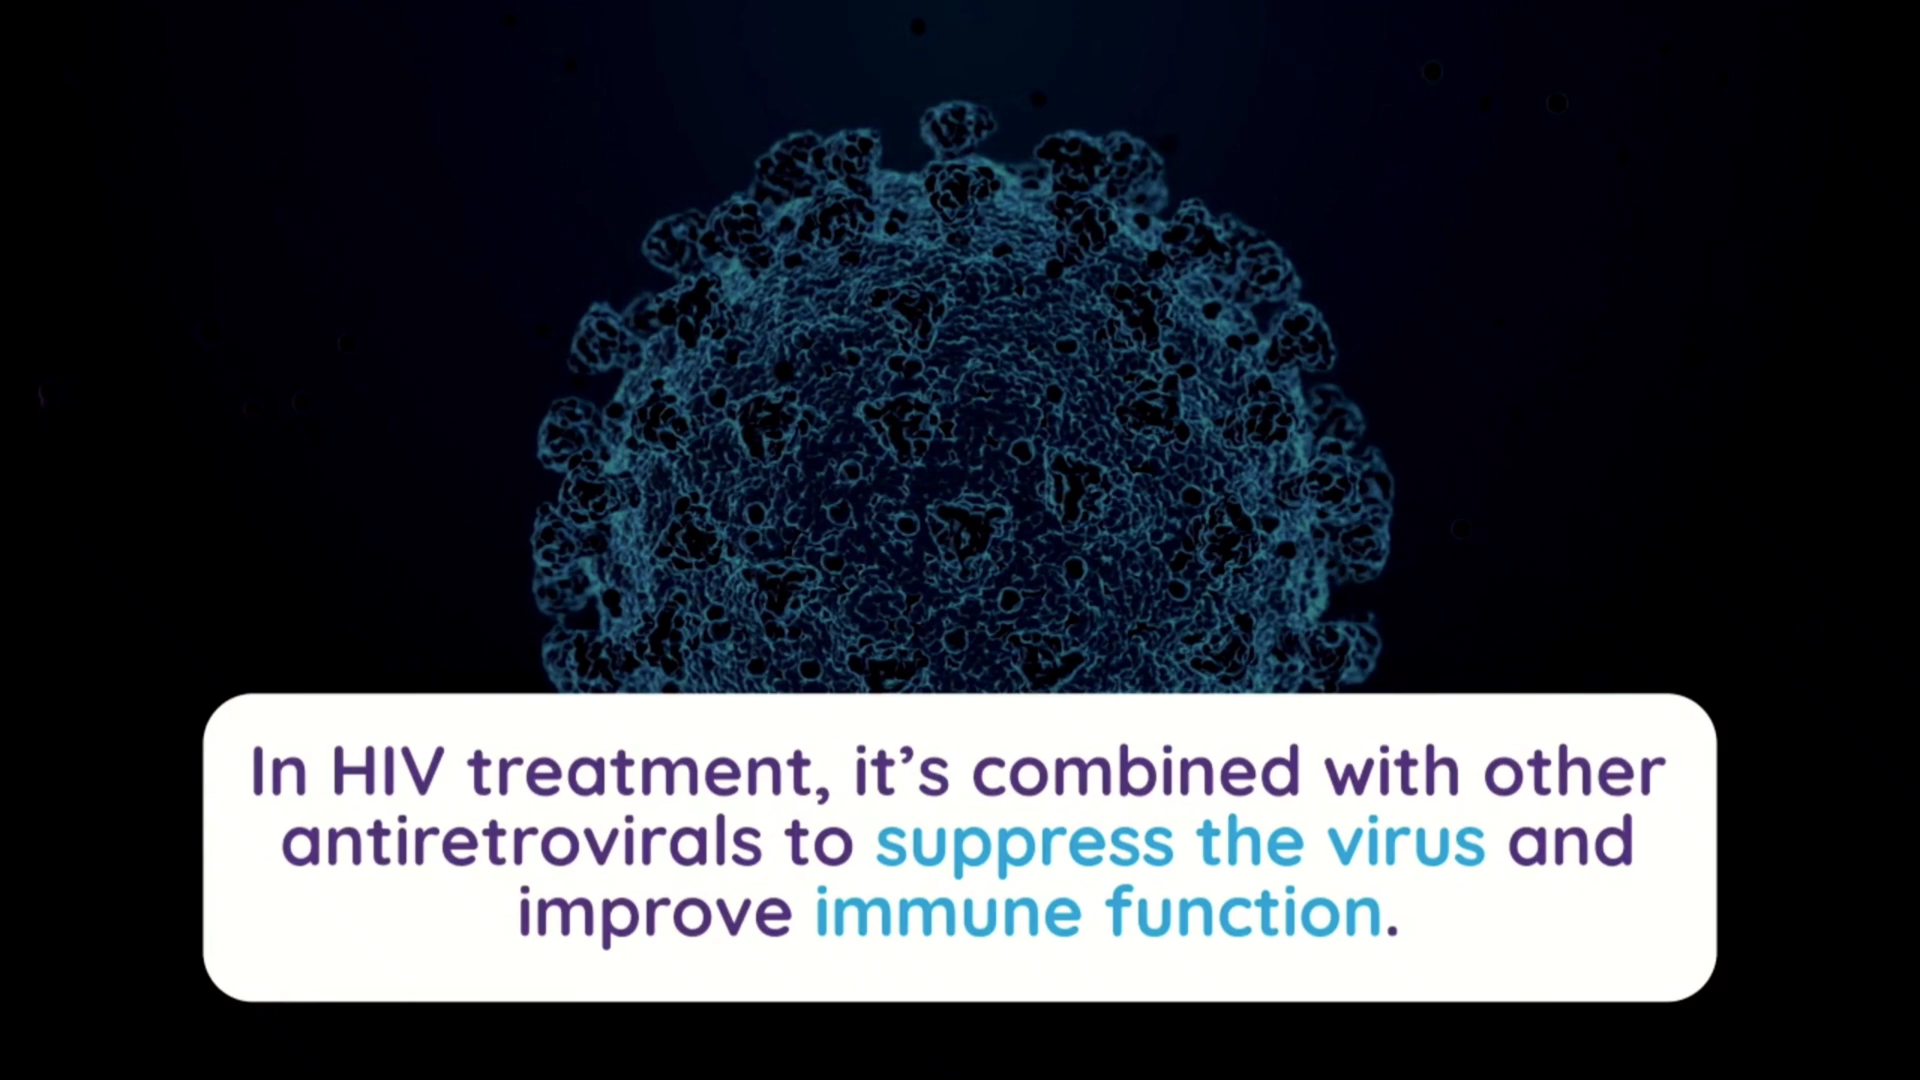 In HIV treatment, it’s combined with other
antiretrovirals to suppress the virus and
improve immune function.